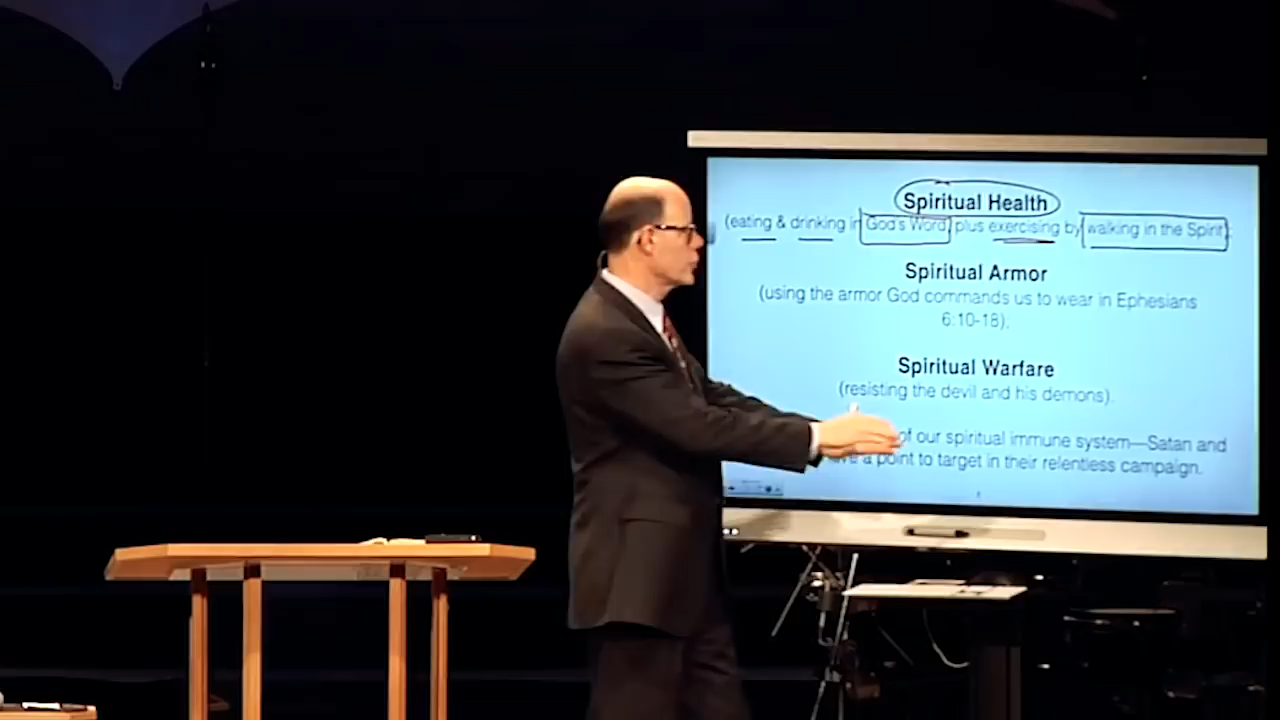 Spiritual Health
(eating & drinking in God's Word, plus exercising by walking in the Spirit);
Spiritual Armor
(using the armor God commands us to wear in Ephesians
6:10-18);
Spiritual Warfare
(resisting the devil and his demons).
of our spiritual immune system—Satan and
a point to target in their relentless campaign.